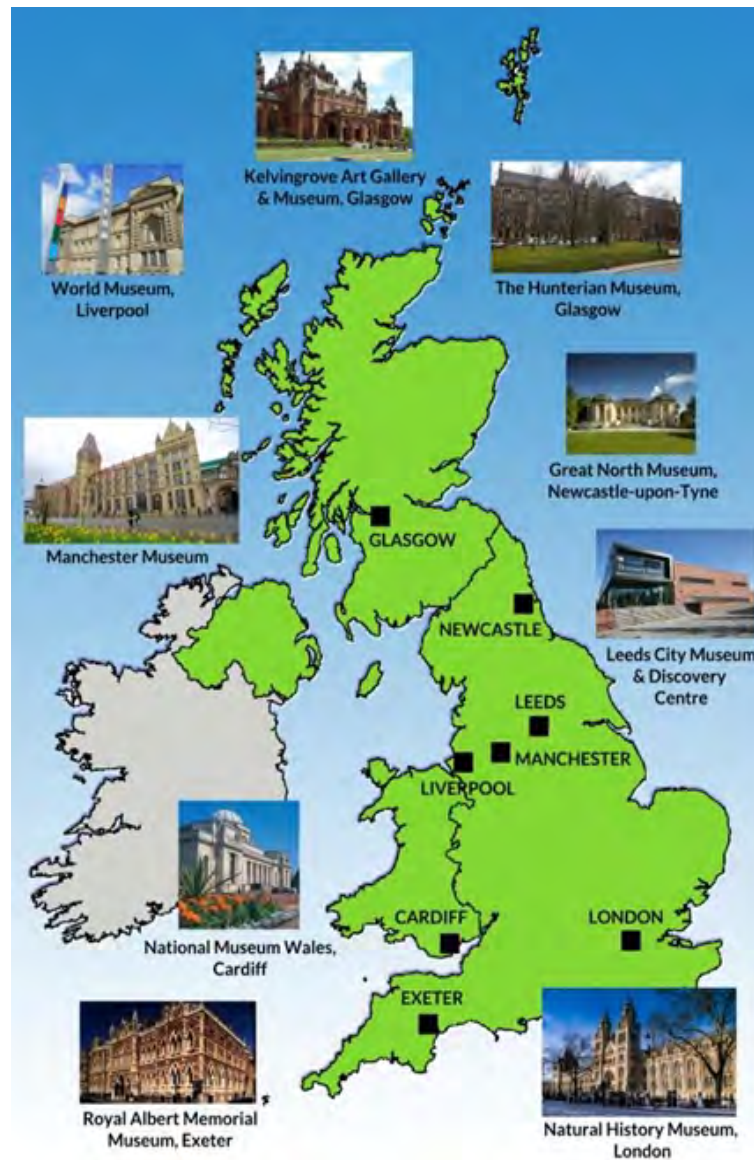 Kelvingrove Art Gallery
& Museum, Glasgow
World Museum,
Liverpool
The Hunterian Museum,
Glasgow
Great North Museum,
Newcastle-upon-Tyne
Manchester Museum
GLASGOW
NEWCASTLE
Leeds City Museum
& Discovery
Centre
LEEDS
MANCHESTER
LIVERPOOL
National Museum Wales,
Cardiff
CARDIFF
LONDON
EXETER
Royal Albert Memorial
Museum, Exeter
Natural History Museum,
London